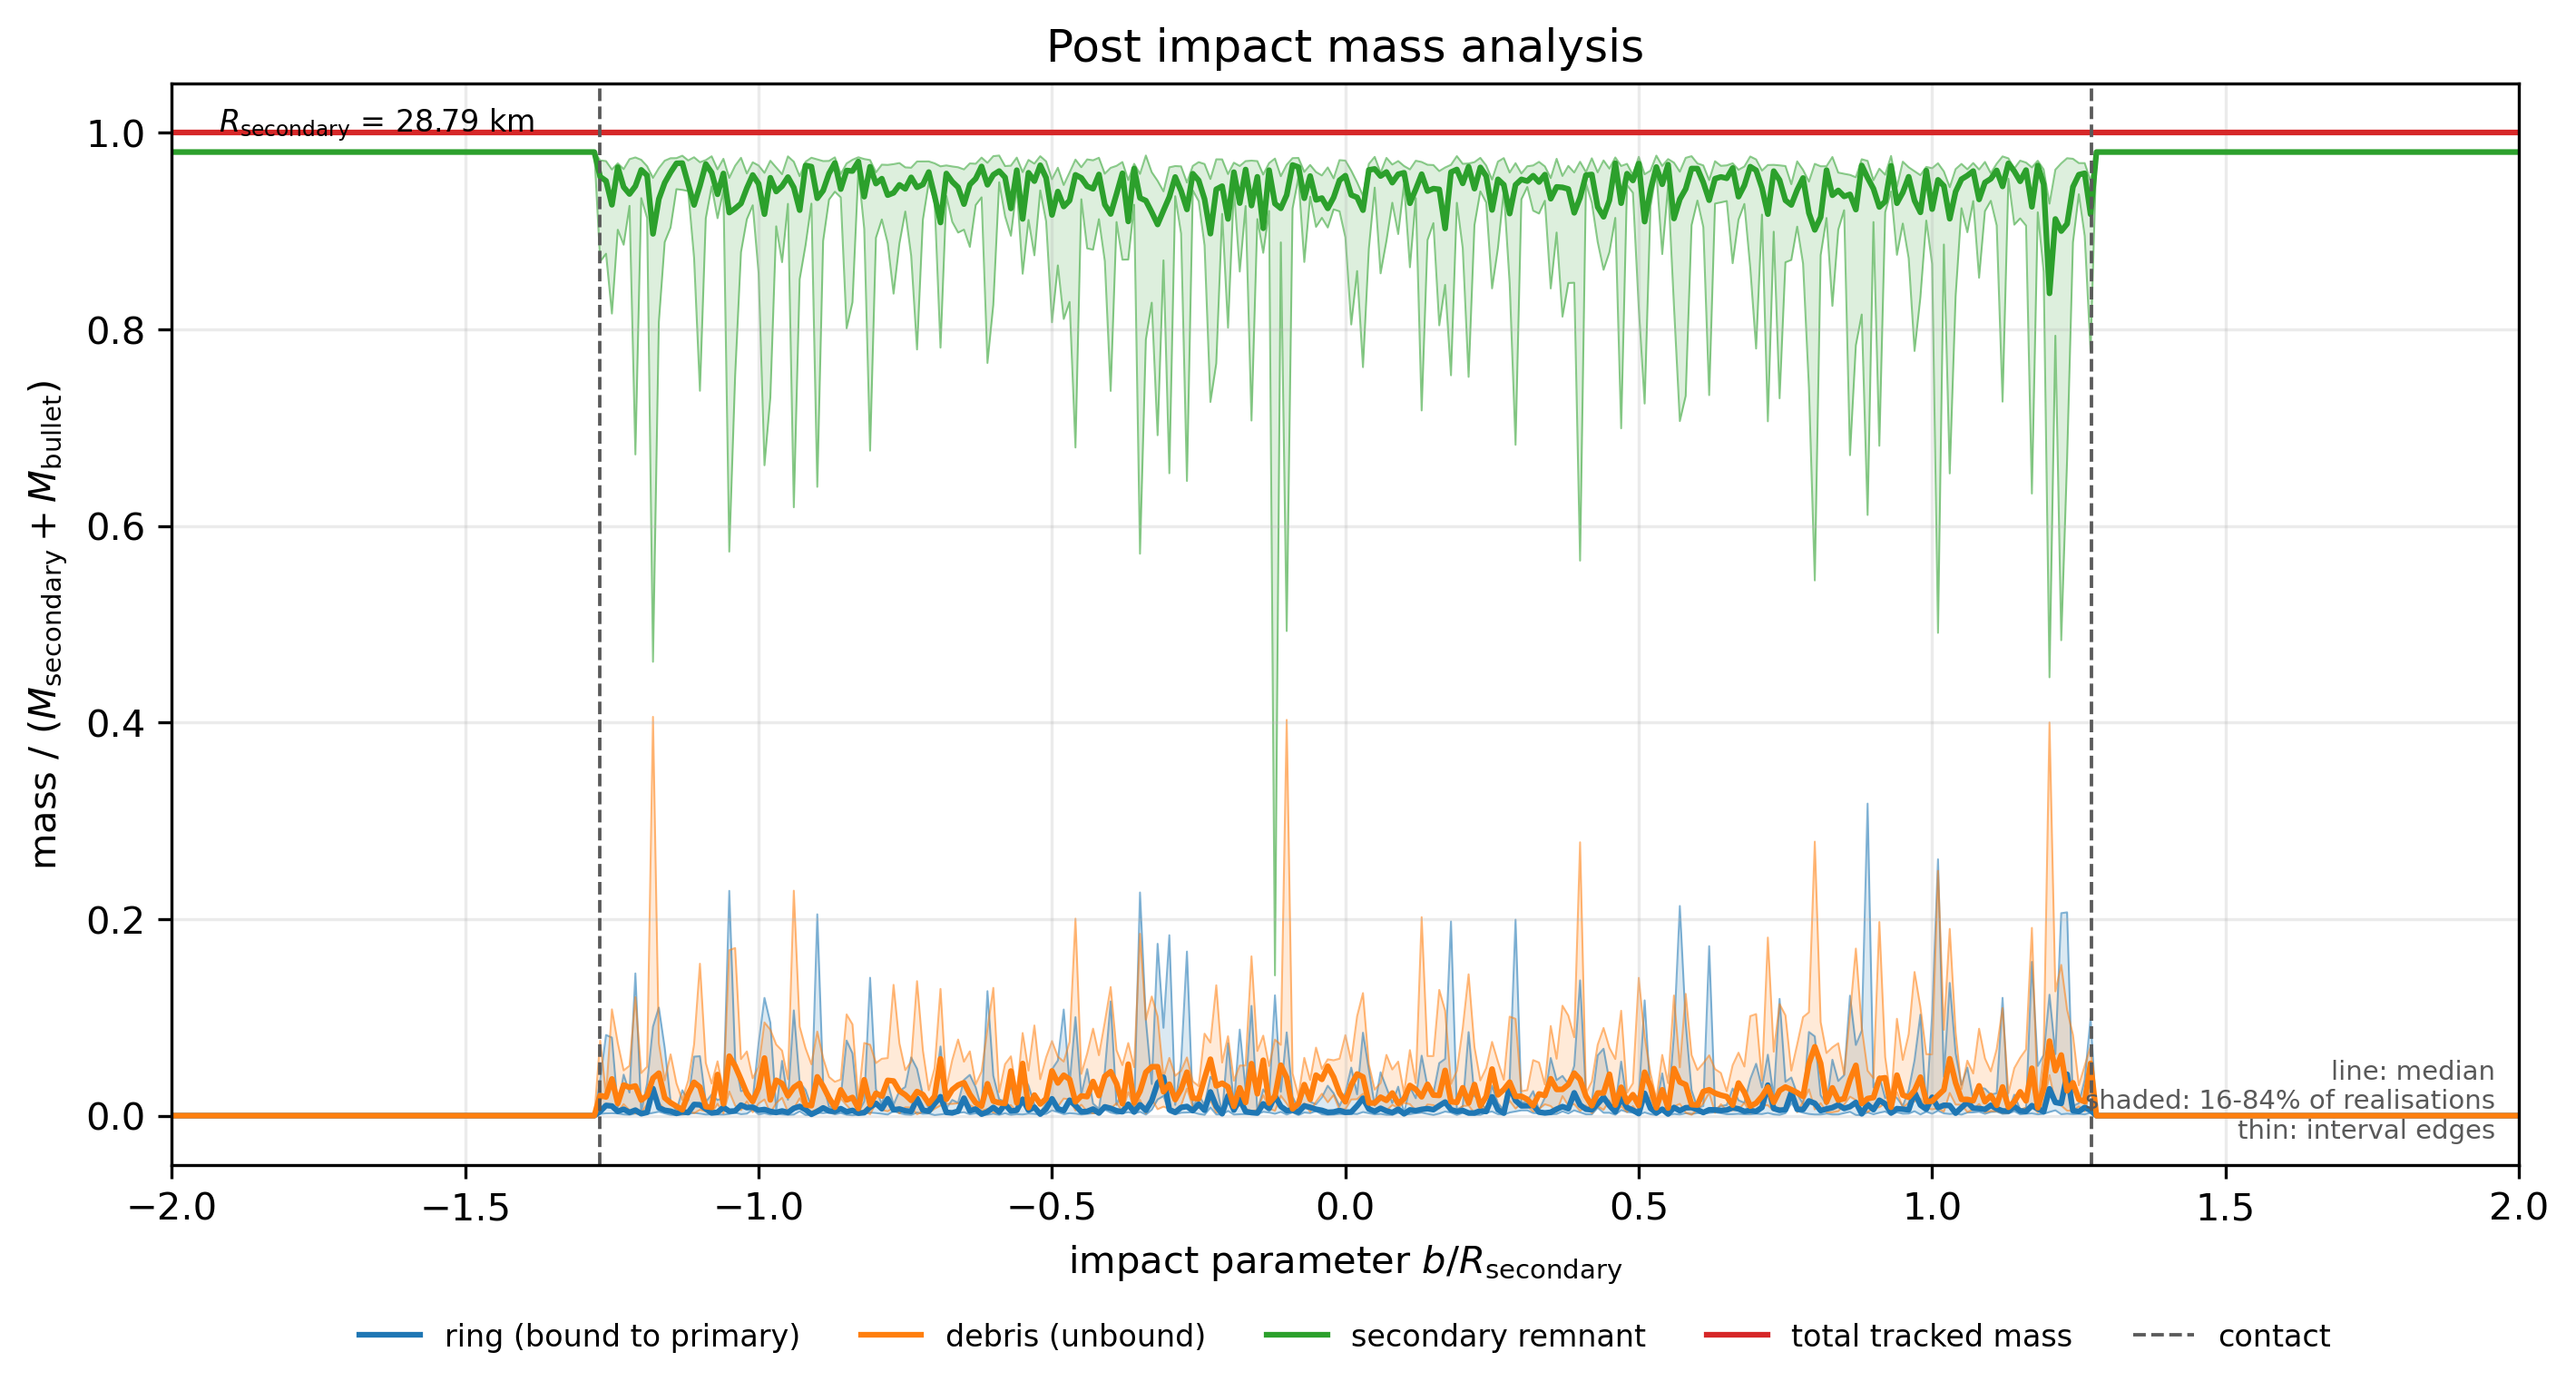 Post impact mass analysis
R_secondary = 28.79 km
1.0
0.8
0.6
0.4
0.2
0.0
mass / (M_secondary + M_bullet)
line: median
shaded: 16-84% of realisations
thin: interval edges
−2.0 −1.5 −1.0 −0.5 0.0 0.5 1.0 1.5 2.0
impact parameter b/R_secondary
ring (bound to primary) debris (unbound) secondary remnant total tracked mass contact